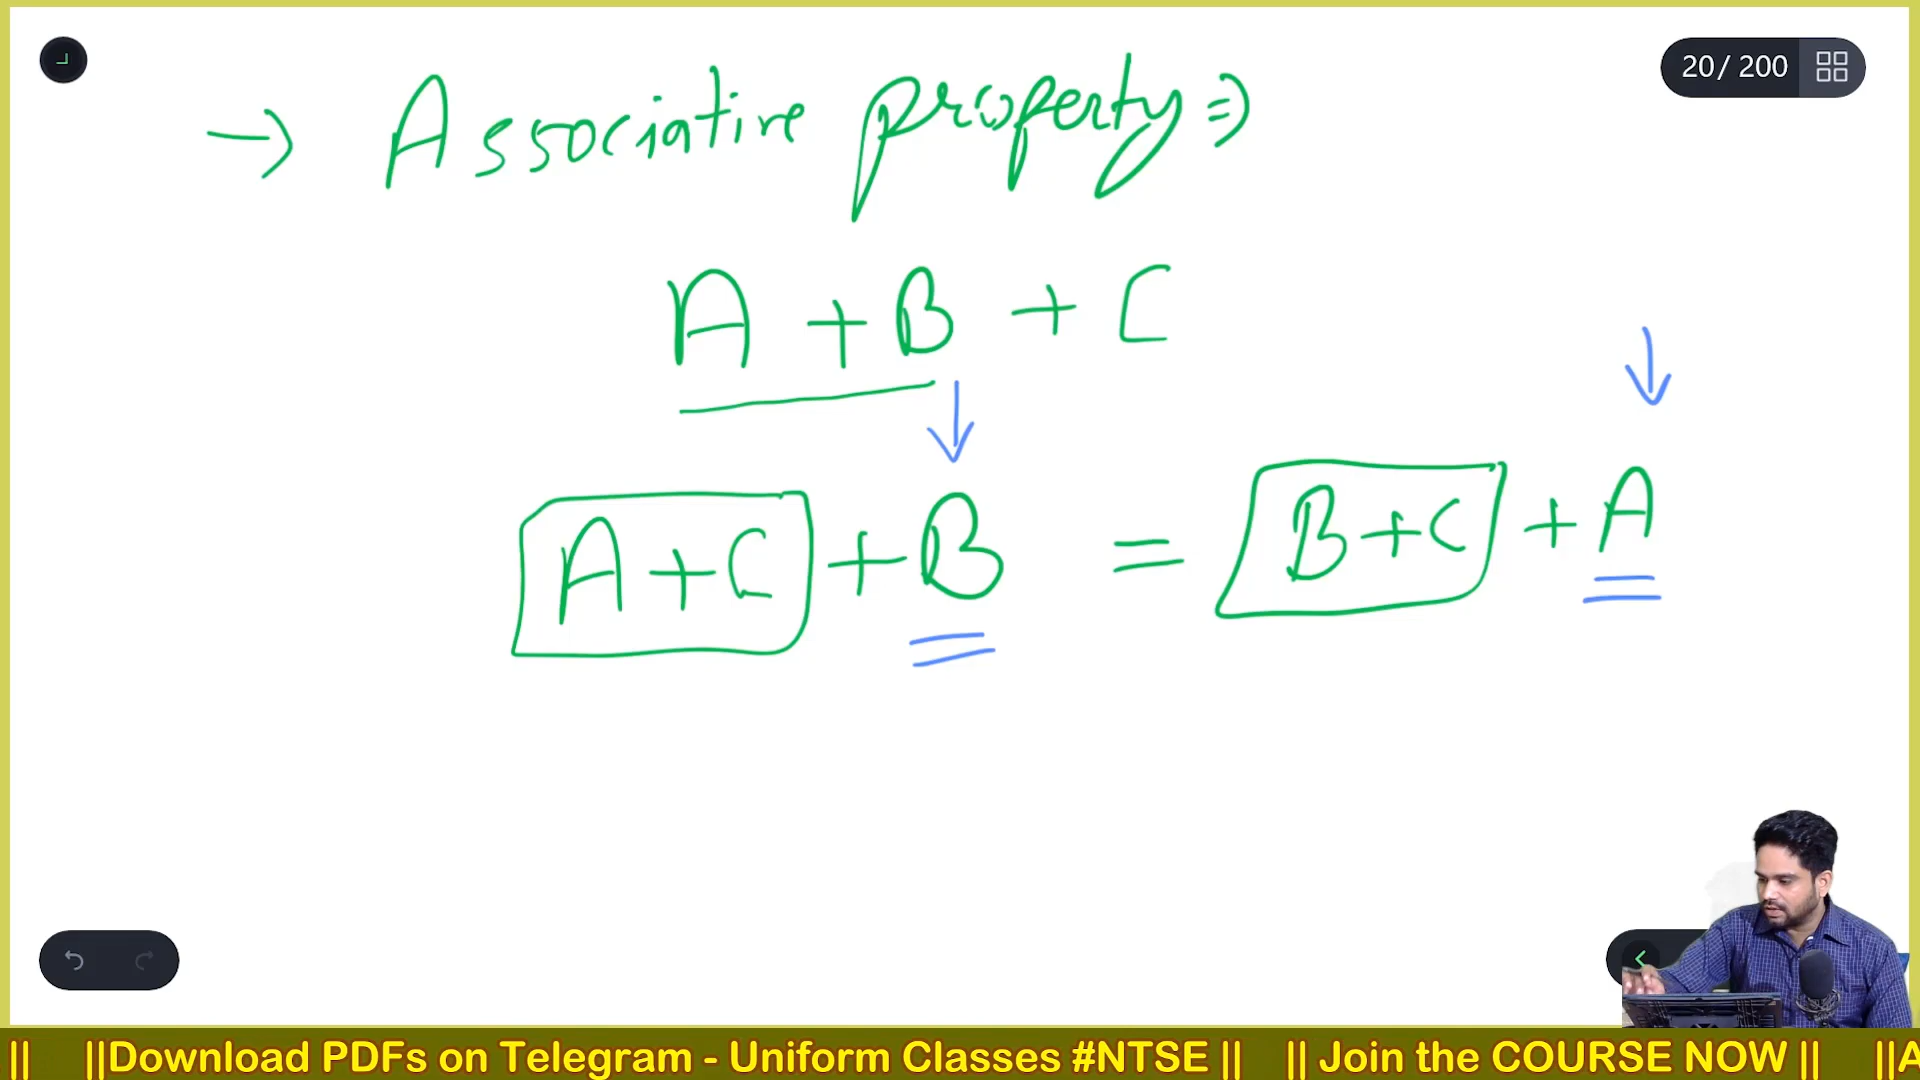 20/ 200
→ Associative property ⇒
A + B + C
A+C + B = B+C + A
|| ||Download PDFs on Telegram - Uniform Classes #NTSE || || Join the COURSE NOW || ||A